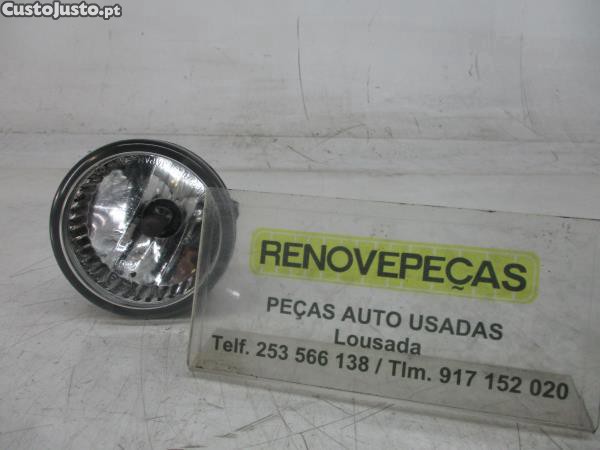 CustoJusto.pt
RENOVEPEÇAS
PEÇAS AUTO USADAS
Lousada
Telf. 253 566 138 / Tlm. 917 152 020